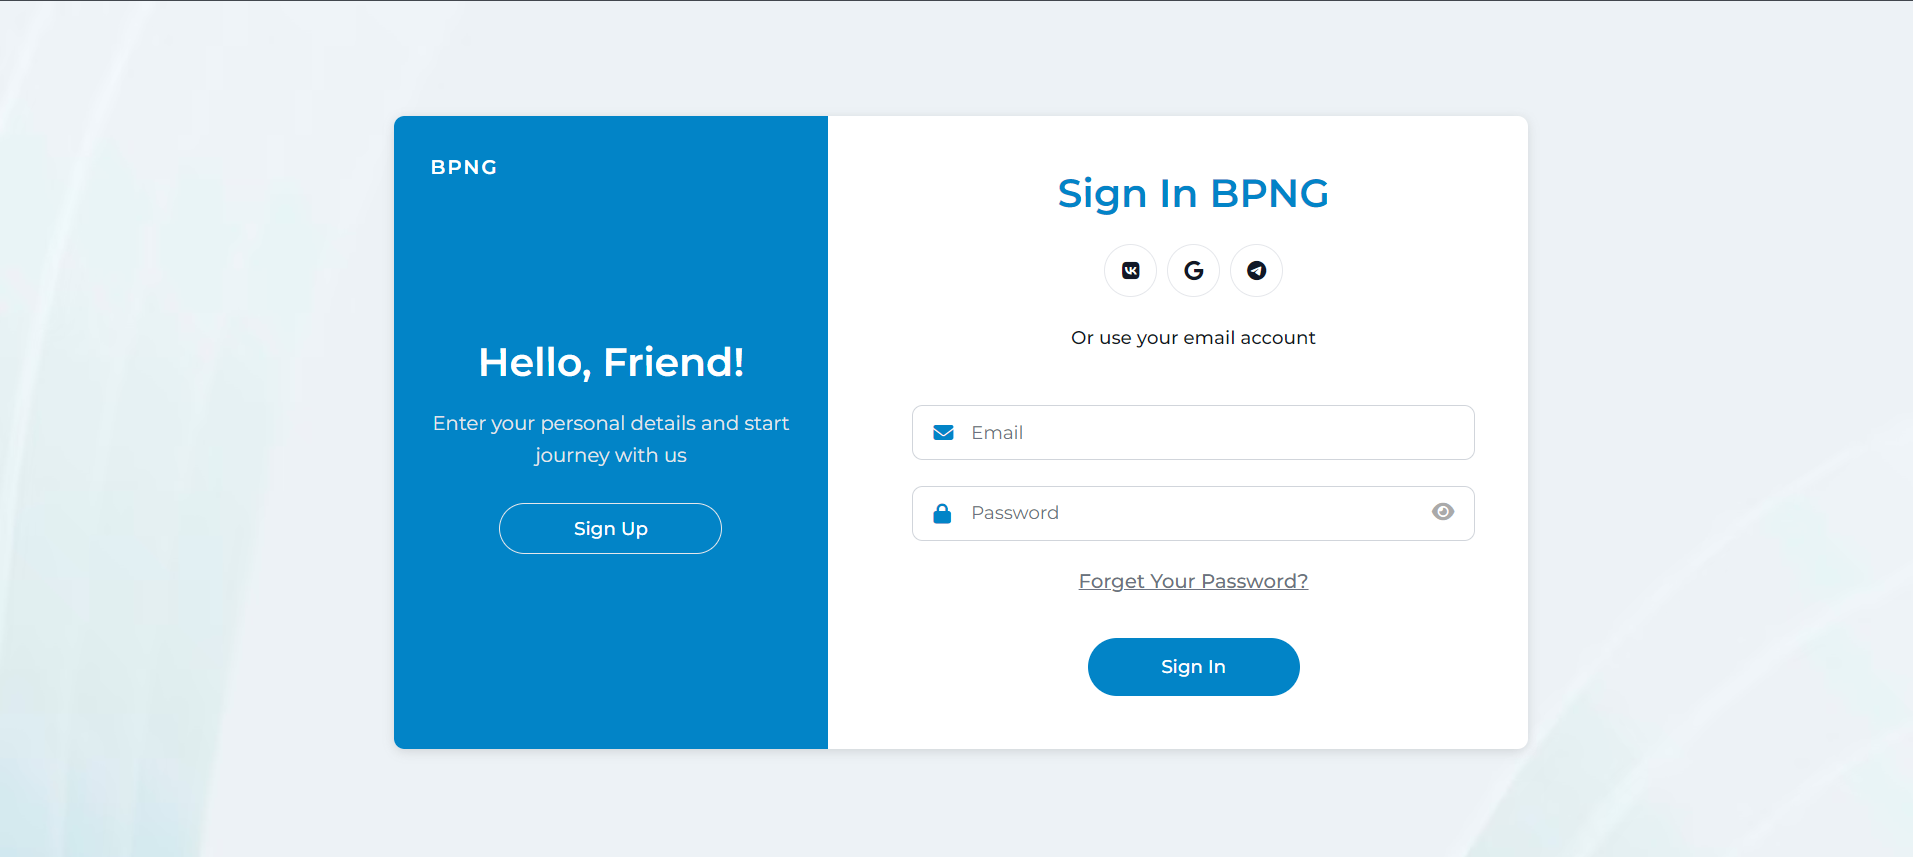 BPNG
Hello, Friend!
Enter your personal details and start
journey with us
Sign Up
Sign In BPNG
Or use your email account
Email
Password
Forget Your Password?
Sign In